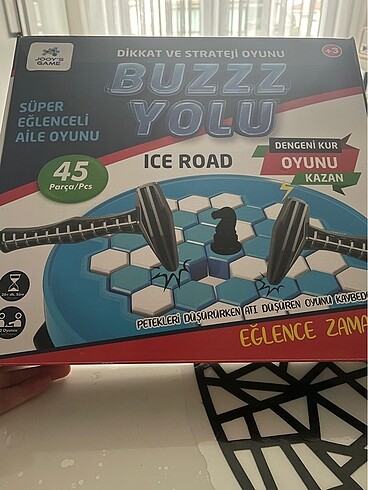 JOOY'S
GAME
DİKKAT VE STRATEJİ OYUNU
+3
BUZZZ
YOLU
SÜPER
EĞLENCELİ
AİLE OYUNU
ICE ROAD
DENGENİ KUR
OYUNU
KAZAN
45
Parça/Pcs
PETEKLERİ DÜŞÜRÜRKEN ATI DÜŞÜREN OYUNU KAYBEDE
EĞLENCE ZAMA